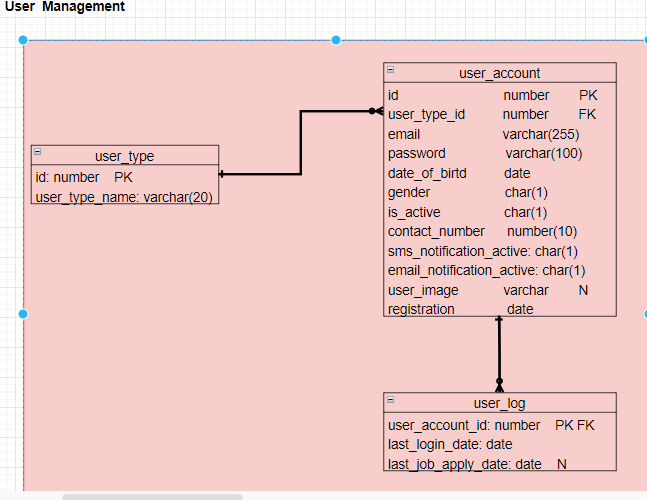 User Management
user_account
id number PK
user_type_id number FK
email varchar(255)
password varchar(100)
date_of_birtd date
gender char(1)
is_active char(1)
contact_number number(10)
sms_notification_active: char(1)
email_notification_active: char(1)
user_image varchar N
registration date
user_type
id: number PK
user_type_name: varchar(20)
user_log
user_account_id: number PK FK
last_login_date: date
last_job_apply_date: date N